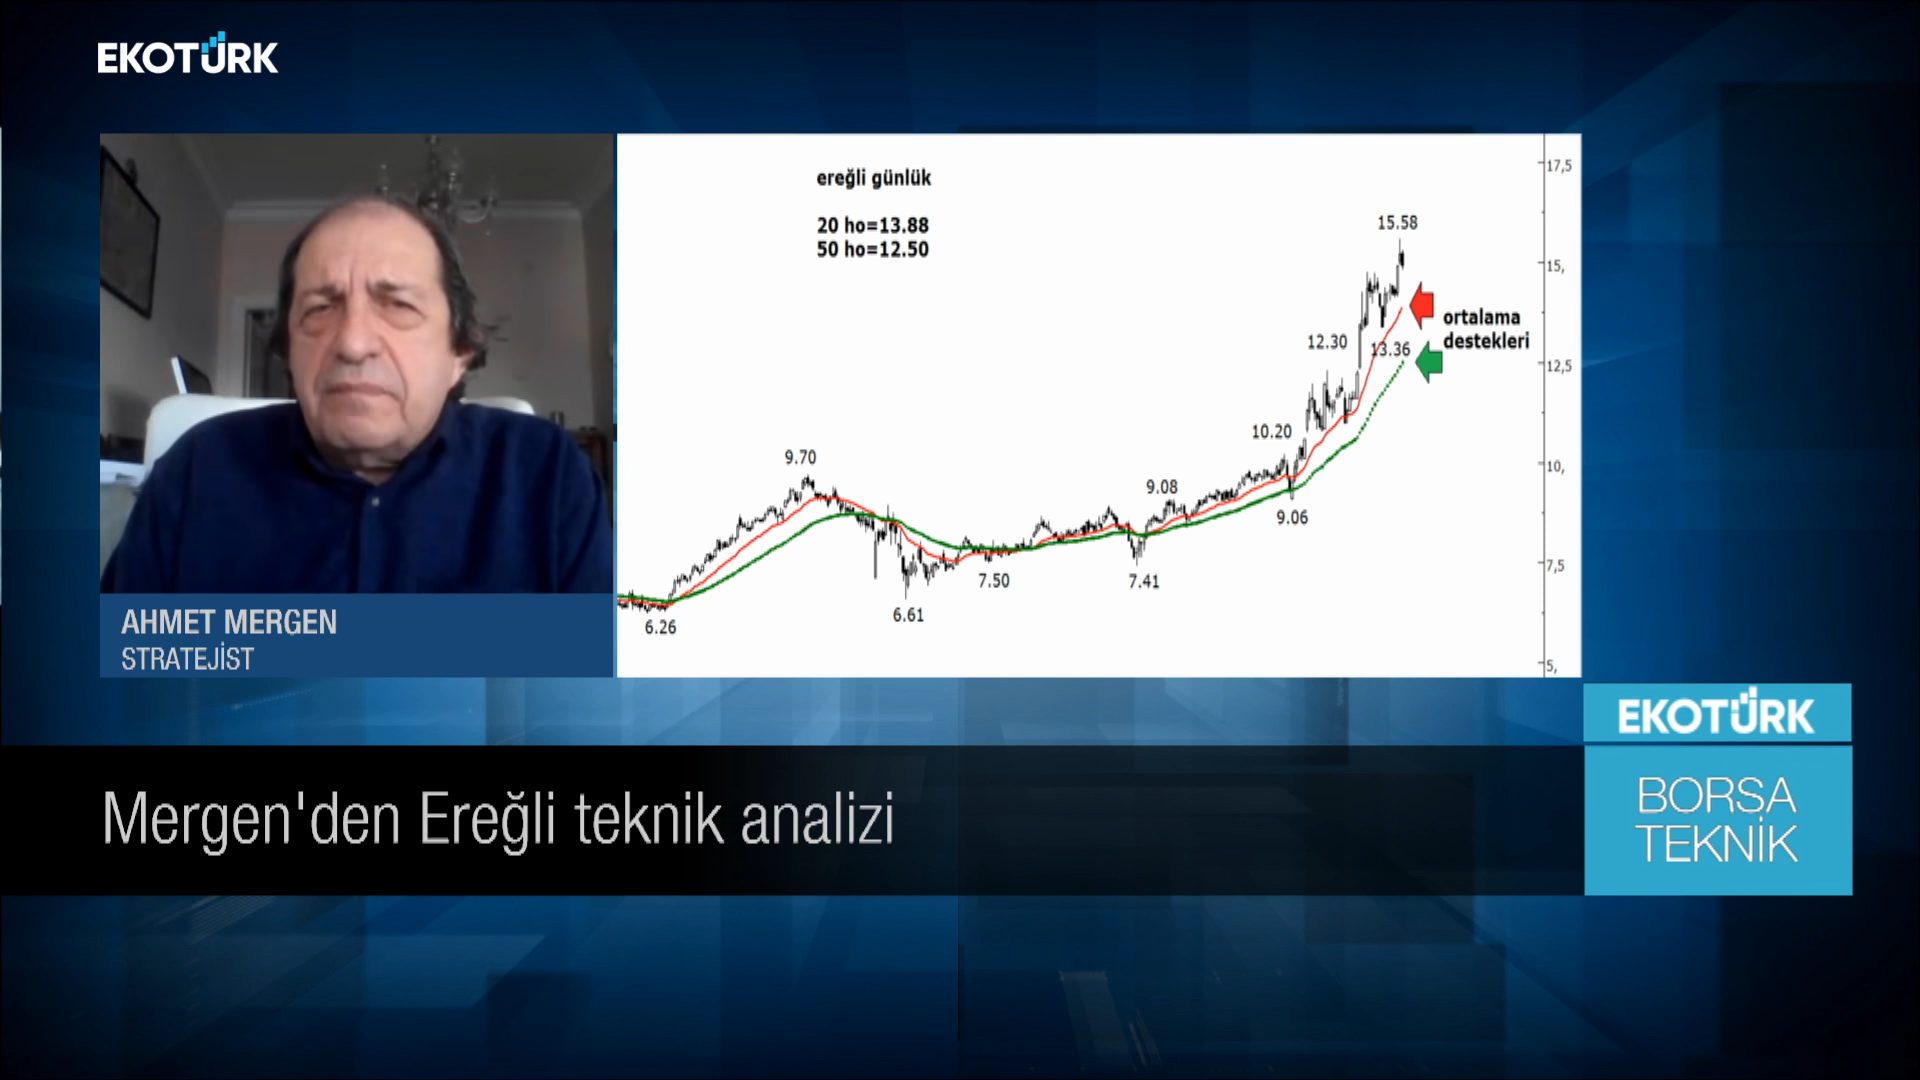 EKOTÜRK
ereğli günlük
20 ho=13.88
50 ho=12.50
17,5
15.58
15,
ortalama
destekleri
12.30
13.36
12,5
10.20
9.70
10,
9.08
9.06
7.50
7.41
7,5
6.61
6.26
5,
AHMET MERGEN
STRATEJİST
EKOTÜRK
BORSA
TEKNİK
Mergen'den Ereğli teknik analizi